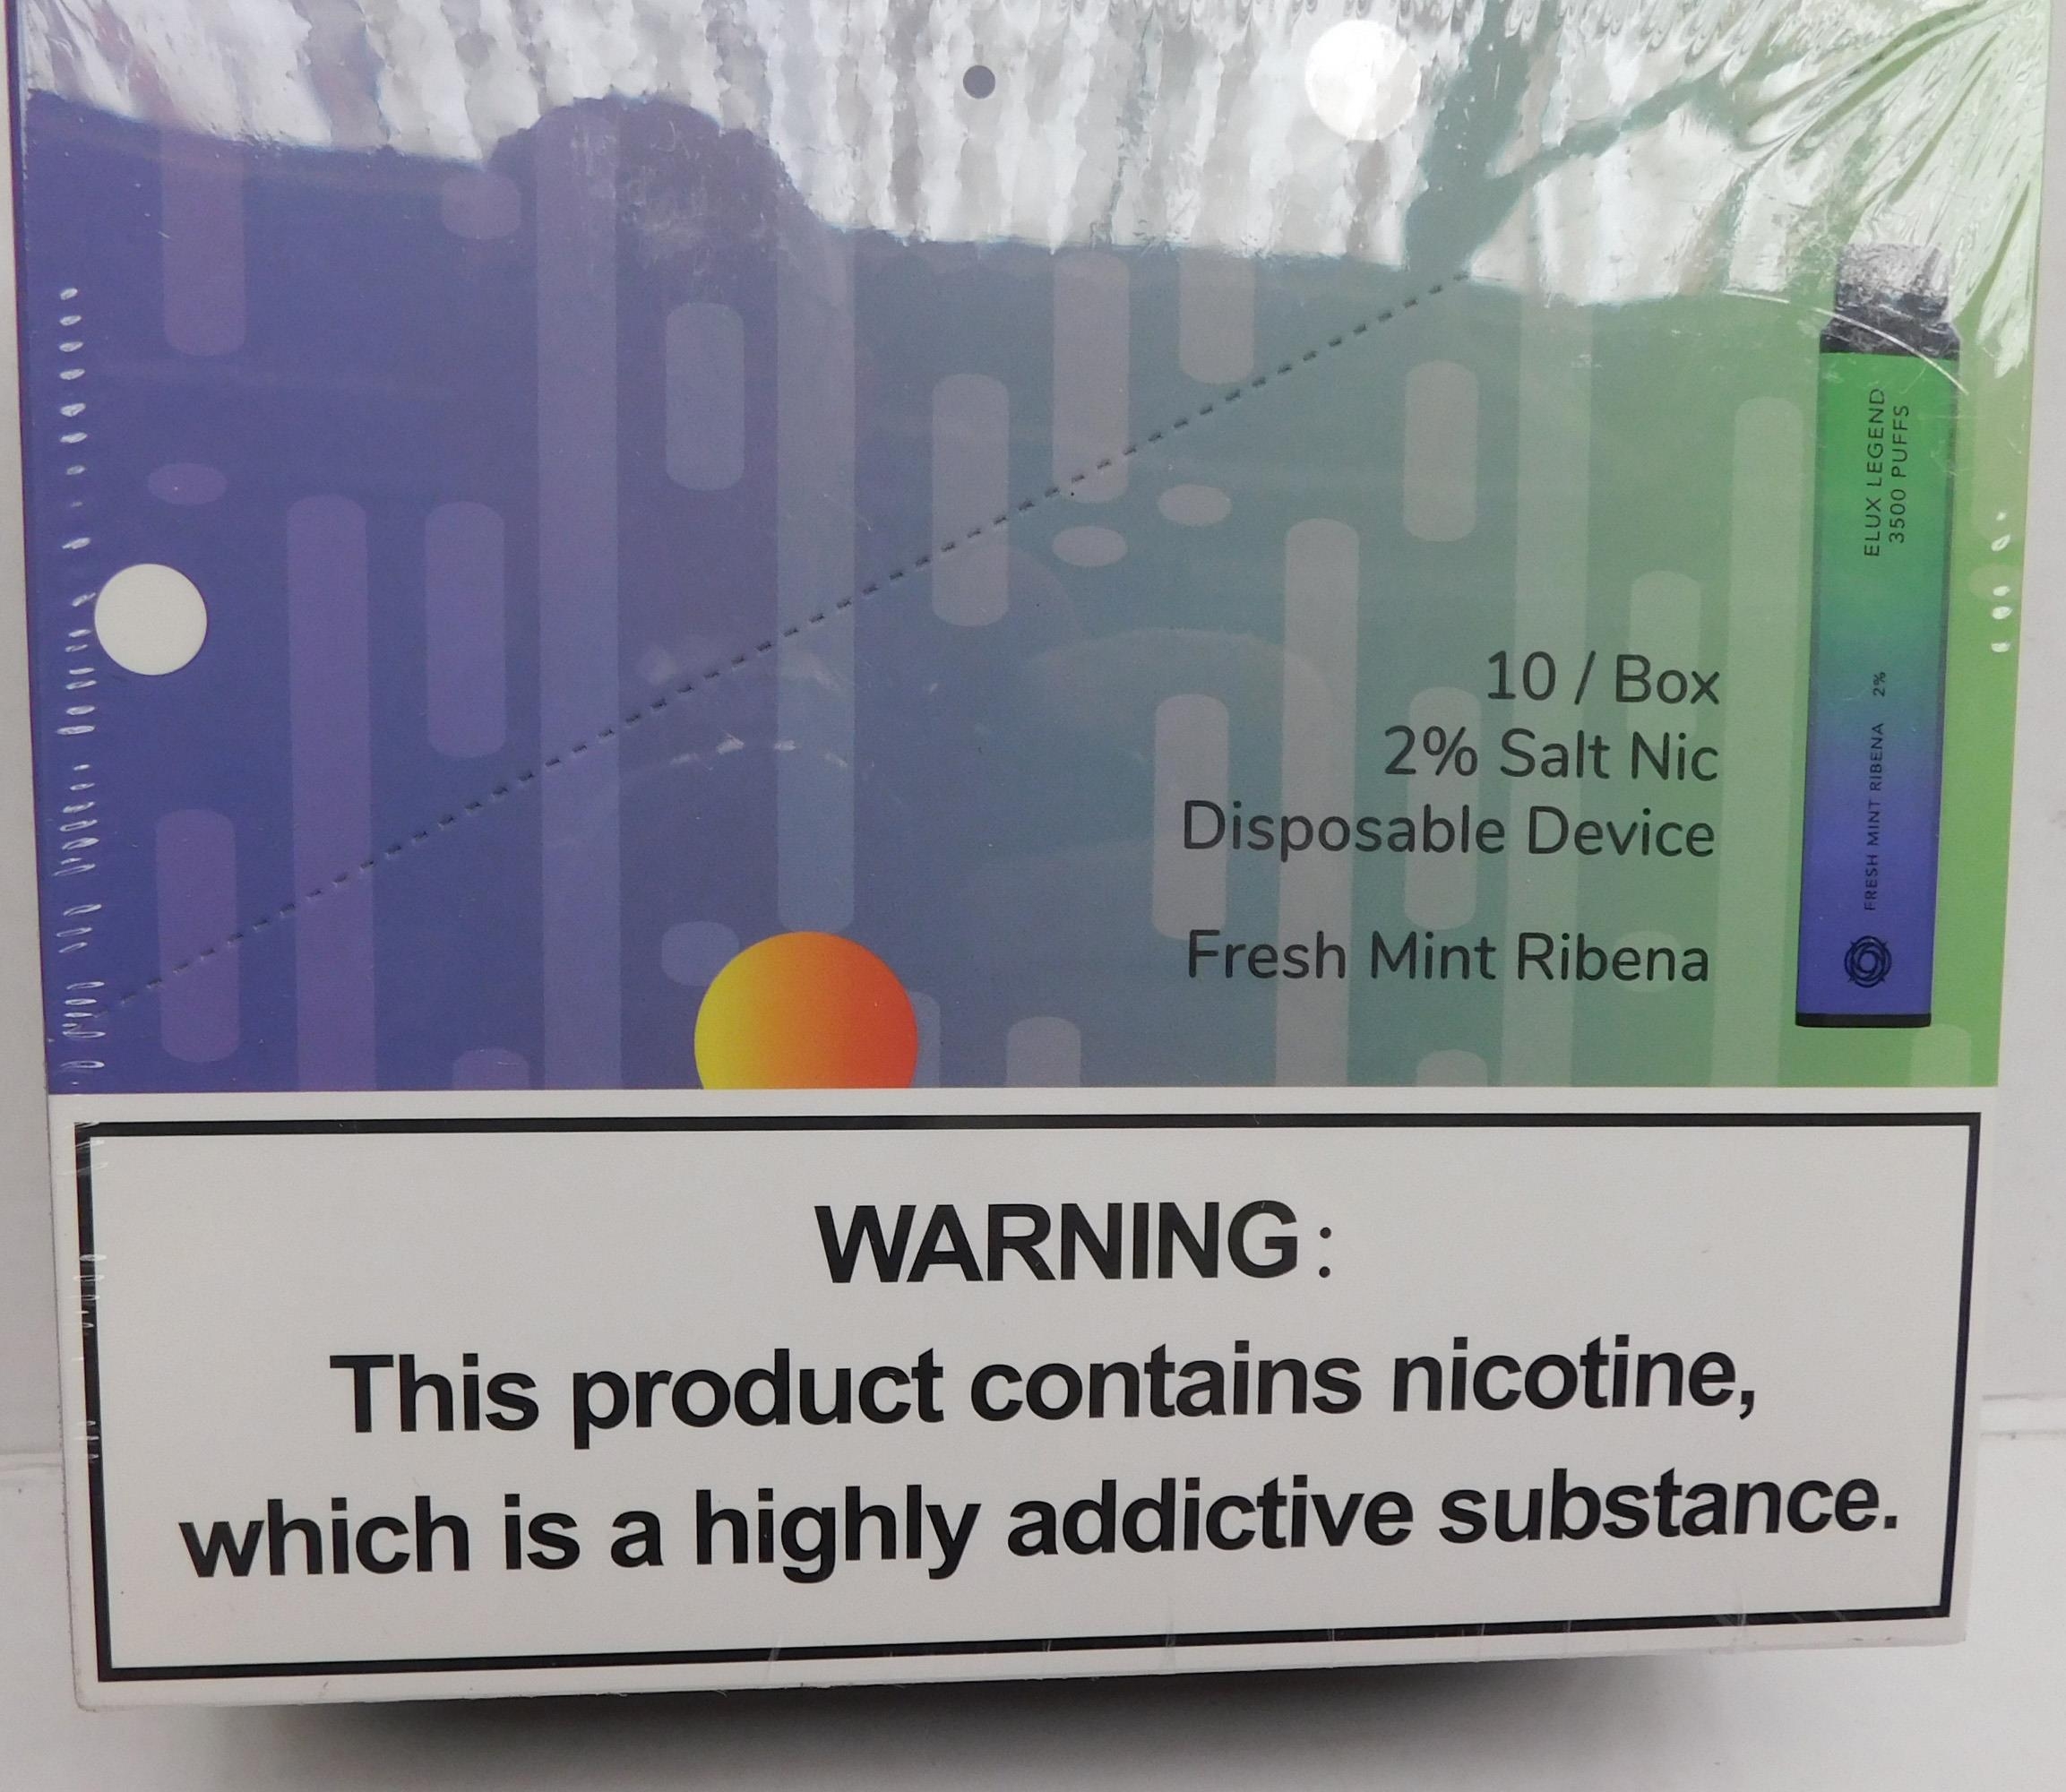 10 / Box
2% Salt Nic
Disposable Device
Fresh Mint Ribena
ELUX LEGEND
3500 PUFFS
FRESH MINT RIBENA 2%
WARNING:
This product contains nicotine,
which is a highly addictive substance.